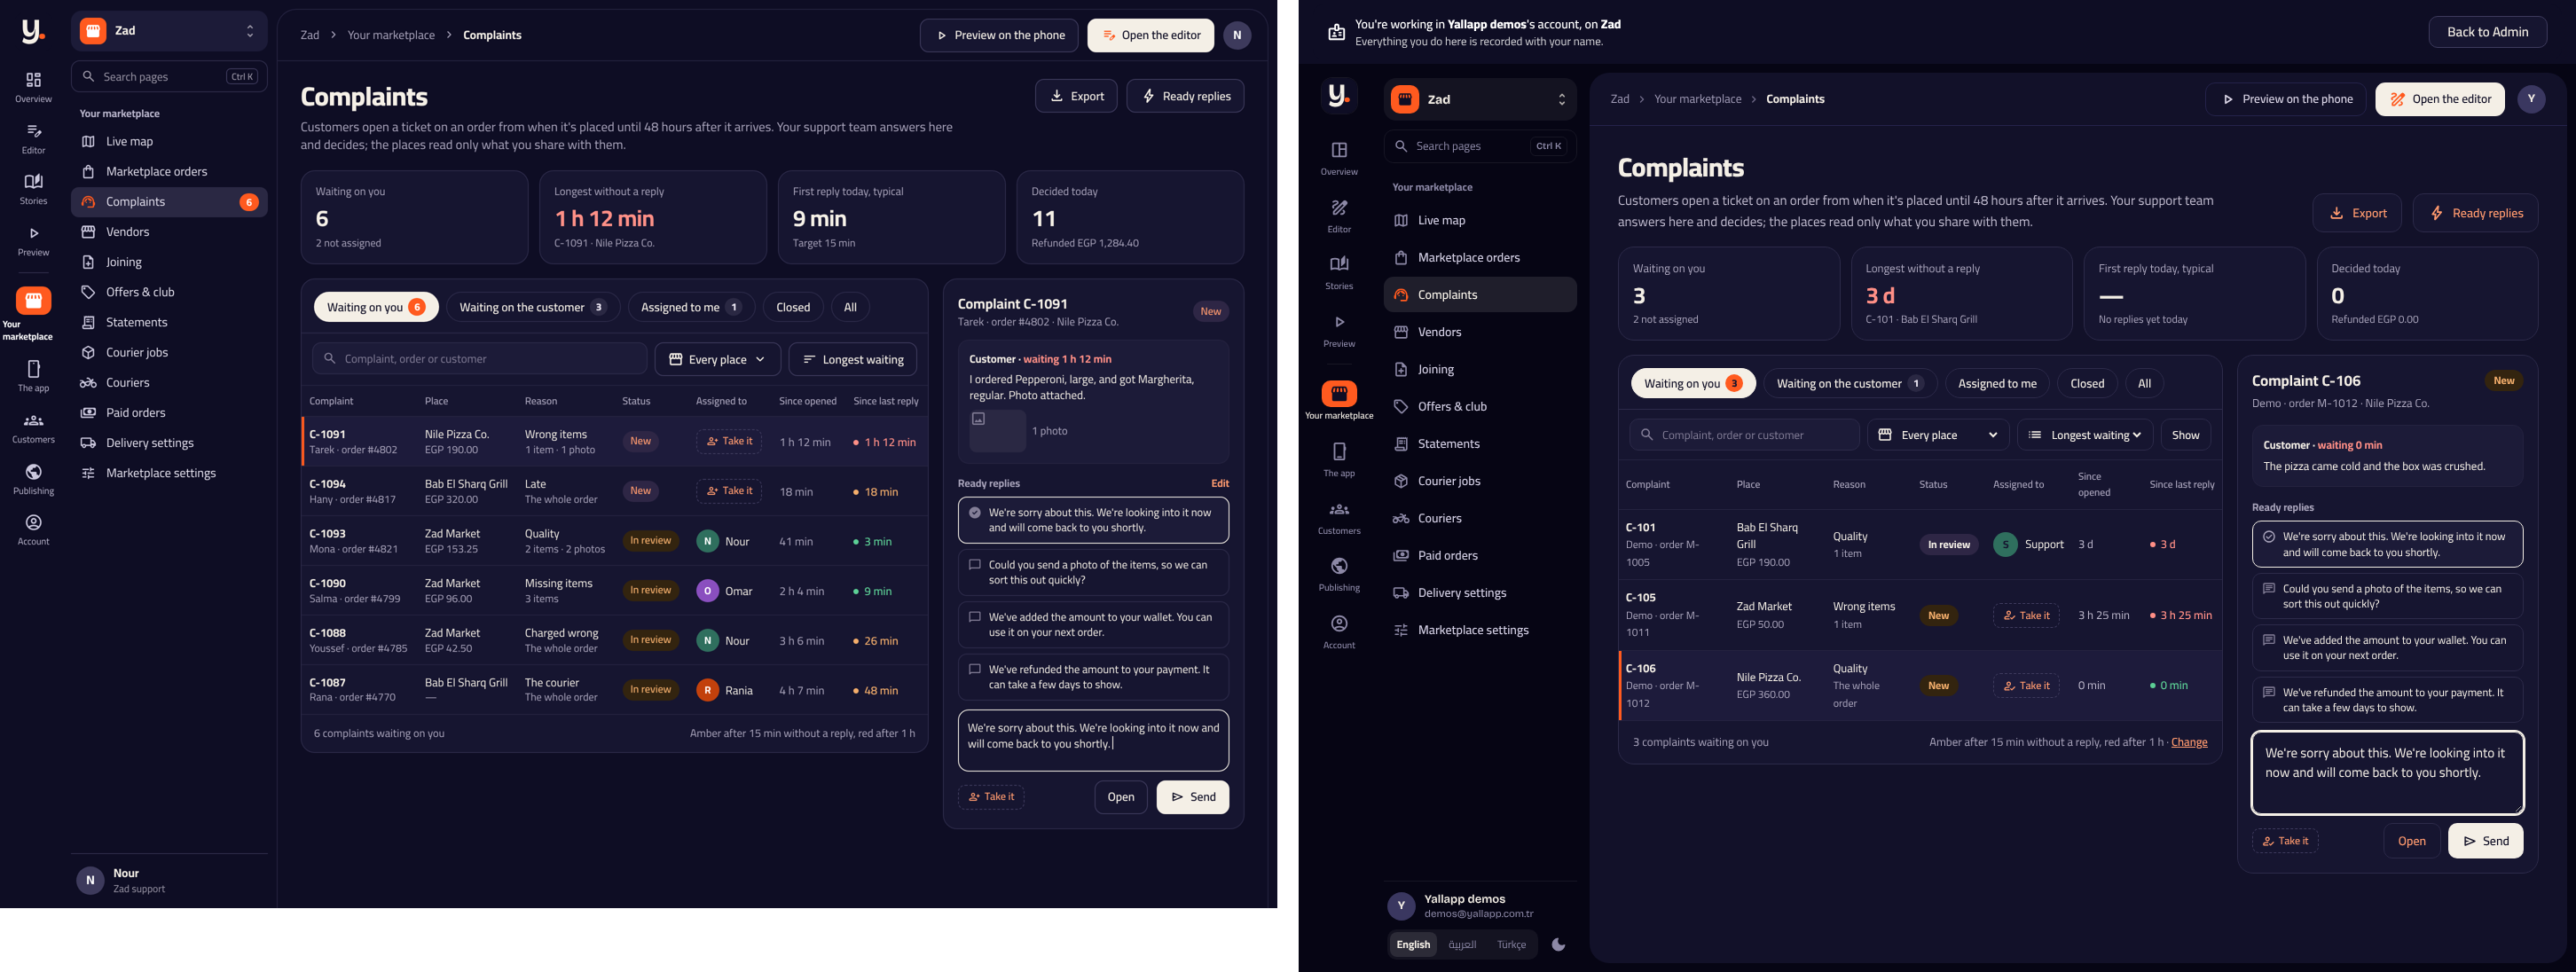 y.
Zad
Zad > Your marketplace > Complaints
Preview on the phone
Open the editor
N
Search pages
Ctrl K
Overview
Editor
Stories
Preview
Your marketplace
The app
Customers
Publishing
Account
Your marketplace
Live map
Marketplace orders
Complaints 6
Vendors
Joining
Offers & club
Statements
Courier jobs
Couriers
Paid orders
Delivery settings
Marketplace settings
N
Nour
Zad support
Complaints
Customers open a ticket on an order from when it's placed until 48 hours after it arrives. Your support team answers here
and decides; the places read only what you share with them.
Export
Ready replies
Waiting on you
6
2 not assigned
Longest without a reply
1 h 12 min
C-1091 · Nile Pizza Co.
First reply today, typical
9 min
Target 15 min
Decided today
11
Refunded EGP 1,284.40
Waiting on you 6
Waiting on the customer 3
Assigned to me 1
Closed
All
Complaint, order or customer
Every place
Longest waiting
Complaint Place Reason Status Assigned to Since opened Since last reply
C-1091 Nile Pizza Co. Wrong items New Take it 1 h 12 min 1 h 12 min
Tarek · order #4802 EGP 190.00 1 item · 1 photo
C-1094 Bab El Sharq Grill Late New Take it 18 min 18 min
Hany · order #4817 EGP 320.00 The whole order
C-1093 Zad Market Quality In review N Nour 41 min 3 min
Mona · order #4821 EGP 153.25 2 items · 2 photos
C-1090 Zad Market Missing items In review O Omar 2 h 4 min 9 min
Salma · order #4799 EGP 96.00 3 items
C-1088 Zad Market Charged wrong In review N Nour 3 h 6 min 26 min
Youssef · order #4785 EGP 42.50 The whole order
C-1087 Bab El Sharq Grill The courier In review R Rania 4 h 7 min 48 min
Rana · order #4770 — The whole order
6 complaints waiting on you
Amber after 15 min without a reply, red after 1 h
Complaint C-1091
Tarek · order #4802 · Nile Pizza Co.
New
Customer · waiting 1 h 12 min
I ordered Pepperoni, large, and got Margherita,
regular. Photo attached.
1 photo
Ready replies
Edit
We're sorry about this. We're looking into it now
and will come back to you shortly.
Could you send a photo of the items, so we can
sort this out quickly?
We've added the amount to your wallet. You can
use it on your next order.
We've refunded the amount to your payment. It
can take a few days to show.
We're sorry about this. We're looking into it now and
will come back to you shortly.
Take it
Open
Send
You're working in Yallapp demos's account, on Zad
Everything you do here is recorded with your name.
Back to Admin
y.
Zad
Zad > Your marketplace > Complaints
Preview on the phone
Open the editor
Y
Search pages
Ctrl K
Overview
Editor
Stories
Preview
Your marketplace
The app
Customers
Publishing
Account
Your marketplace
Live map
Marketplace orders
Complaints
Vendors
Joining
Offers & club
Statements
Courier jobs
Couriers
Paid orders
Delivery settings
Marketplace settings
Y
Yallapp demos
demos@yallapp.com.tr
English
العربية
Türkçe
Complaints
Customers open a ticket on an order from when it's placed until 48 hours after it arrives. Your support team
answers here and decides; the places read only what you share with them.
Export
Ready replies
Waiting on you
3
2 not assigned
Longest without a reply
3 d
C-101 · Bab El Sharq Grill
First reply today, typical
—
No replies yet today
Decided today
0
Refunded EGP 0.00
Waiting on you 3
Waiting on the customer 1
Assigned to me
Closed
All
Complaint, order or customer
Every place
Longest waiting
Show
Complaint Place Reason Status Assigned to Since opened Since last reply
C-101
Demo · order M-1005
Bab El Sharq Grill
EGP 190.00
Quality
1 item
In review
S Support
3 d
3 d
C-105
Demo · order M-1011
Zad Market
EGP 50.00
Wrong items
1 item
New
Take it
3 h 25 min
3 h 25 min
C-106
Demo · order M-1012
Nile Pizza Co.
EGP 360.00
Quality
The whole order
New
Take it
0 min
0 min
3 complaints waiting on you
Amber after 15 min without a reply, red after 1 h · Change
Complaint C-106
New
Demo · order M-1012 · Nile Pizza Co.
Customer · waiting 0 min
The pizza came cold and the box was crushed.
Ready replies
We're sorry about this. We're looking into it now
and will come back to you shortly.
Could you send a photo of the items, so we can
sort this out quickly?
We've added the amount to your wallet. You can
use it on your next order.
We've refunded the amount to your payment. It
can take a few days to show.
We're sorry about this. We're looking into it
now and will come back to you shortly.
Take it
Open
Send